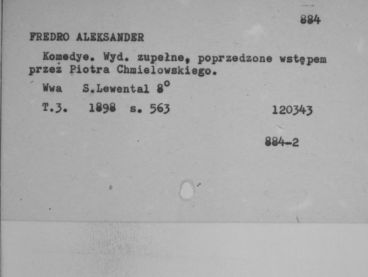 884
FREDRO ALEKSANDER
Komedye. Wyd. zupełne, poprzedzone wstępem
przez Piotra Chmielowskiego.
Wwa S.Lewental 8°
T.3. 1898 s. 563 120343
884-2